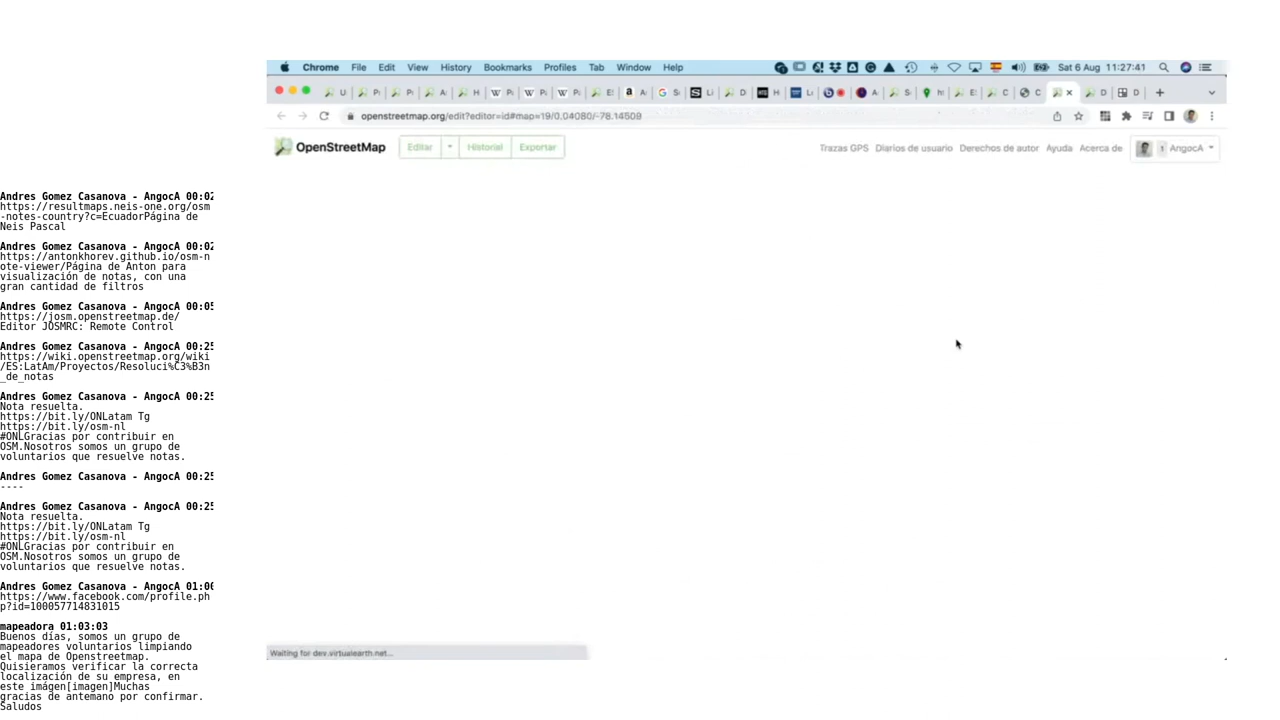 Chrome File Edit View History Bookmarks Profiles Tab Window Help
Sat 6 Aug 11:27:41
openstreetmap.org/edit?editor=id#map=19/0.04080/-78.14509
OpenStreetMap
Editar Historial Exportar
Trazas GPS Diarios de usuario Derechos de autor Ayuda Acerca de
1 AngocA
Waiting for dev.virtualearth.net...
Andres Gomez Casanova - AngocA 00:02
https://resultmaps.neis-one.org/osm
-notes-country?c=EcuadorPágina de
Neis Pascal
Andres Gomez Casanova - AngocA 00:02
https://antonkhorev.github.io/osm-n
ote-viewer/Página de Anton para
visualización de notas, con una
gran cantidad de filtros
Andres Gomez Casanova - AngocA 00:05
https://josm.openstreetmap.de/
Editor JOSMRC: Remote Control
Andres Gomez Casanova - AngocA 00:25
https://wiki.openstreetmap.org/wiki
/ES:LatAm/Proyectos/Resoluci%C3%B3n
_de_notas
Andres Gomez Casanova - AngocA 00:25
Nota resuelta.
https://bit.ly/ONLatam Tg
https://bit.ly/osm-nl
#ONLGracias por contribuir en
OSM.Nosotros somos un grupo de
voluntarios que resuelve notas.
Andres Gomez Casanova - AngocA 00:25
----
Andres Gomez Casanova - AngocA 00:25
Nota resuelta.
https://bit.ly/ONLatam Tg
https://bit.ly/osm-nl
#ONLGracias por contribuir en
OSM.Nosotros somos un grupo de
voluntarios que resuelve notas.
Andres Gomez Casanova - AngocA 01:00
https://www.facebook.com/profile.ph
p?id=100057714831015
mapeadora 01:03:03
Buenos días, somos un grupo de
mapeadores voluntarios limpiando
el mapa de Openstreetmap.
Quisieramos verificar la correcta
localización de su empresa, en
este imágen[imagen]Muchas
gracias de antemano por confirmar.
Saludos